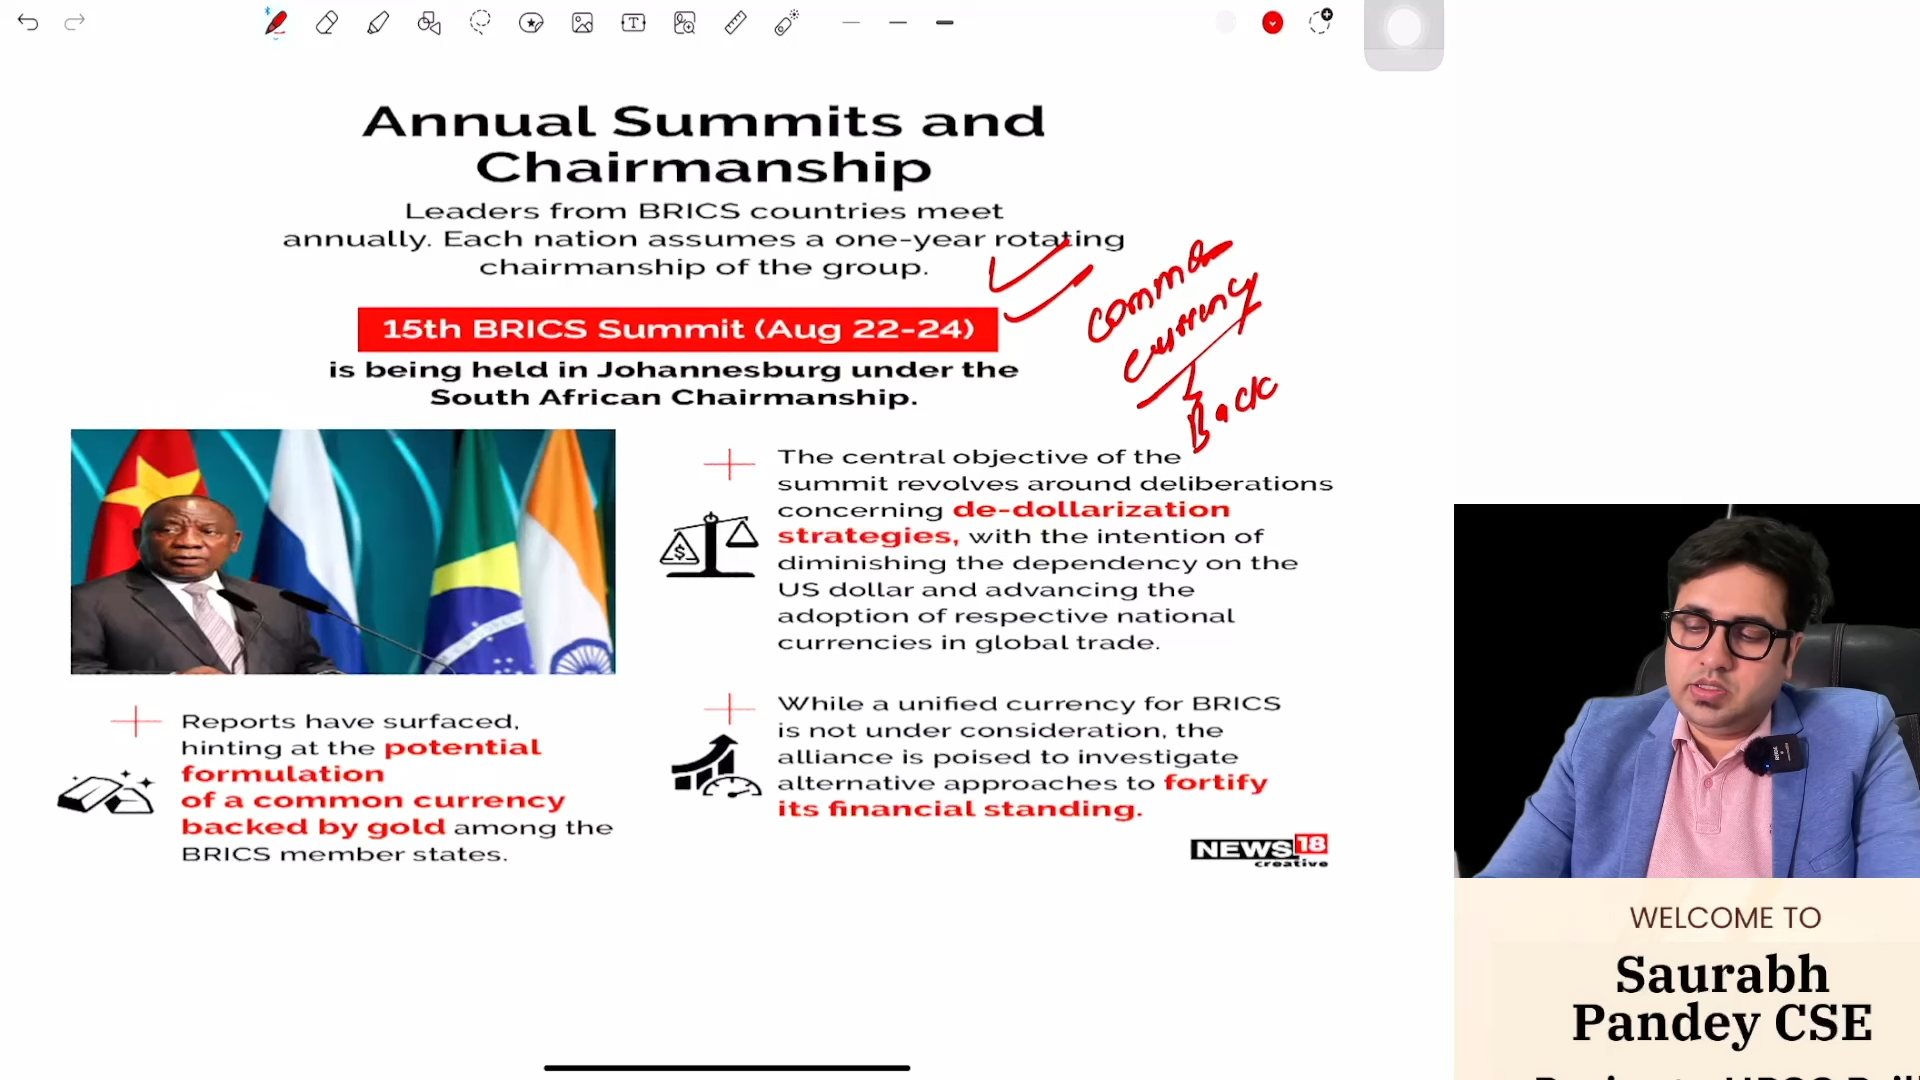 Annual Summits and
Chairmanship
Leaders from BRICS countries meet
annually. Each nation assumes a one-year rotating
chairmanship of the group.
15th BRICS Summit (Aug 22-24)
is being held in Johannesburg under the
South African Chairmanship.
common
currency
Back
The central objective of the
summit revolves around deliberations
concerning de-dollarization
strategies, with the intention of
diminishing the dependency on the
US dollar and advancing the
adoption of respective national
currencies in global trade.
Reports have surfaced,
hinting at the potential
formulation
of a common currency
backed by gold among the
BRICS member states.
While a unified currency for BRICS
is not under consideration, the
alliance is poised to investigate
alternative approaches to fortify
its financial standing.
NEWS18
creative
WELCOME TO
Saurabh
Pandey CSE